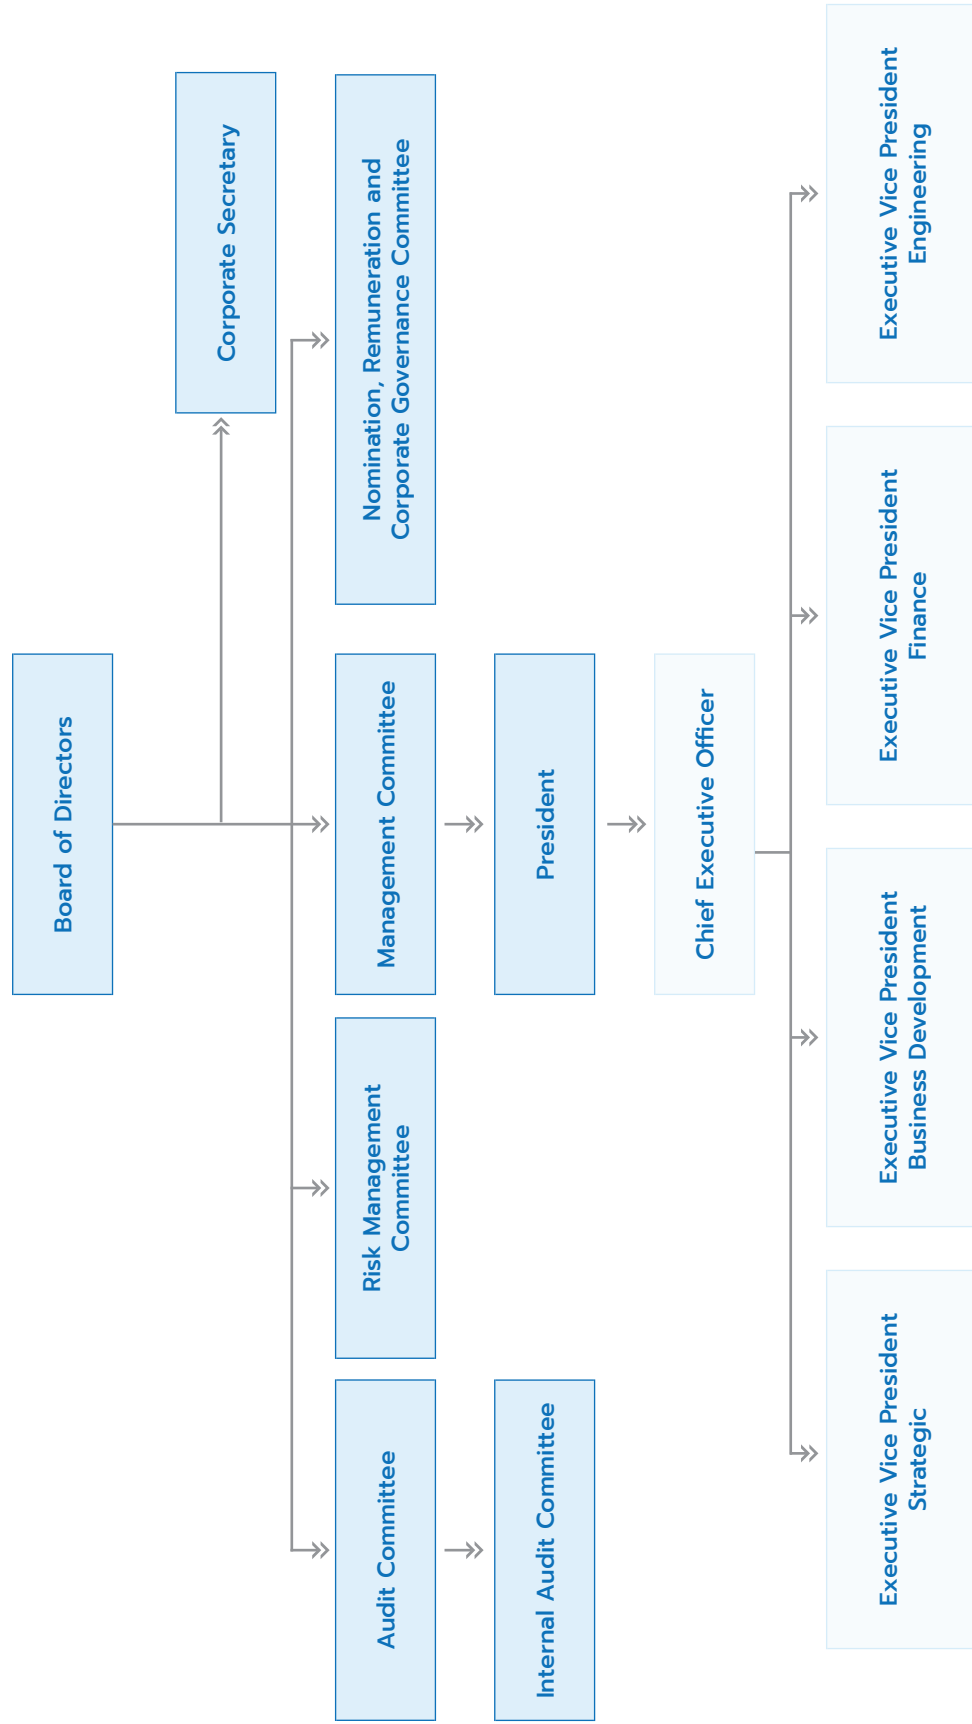 Board of Directors
Corporate Secretary
Audit Committee
Risk Management
Committee
Management Committee
Nomination, Remuneration and
Corporate Governance Committee
Internal Audit Committee
President
Chief Executive Officer
Executive Vice President
Strategic
Executive Vice President
Business Development
Executive Vice President
Finance
Executive Vice President
Engineering